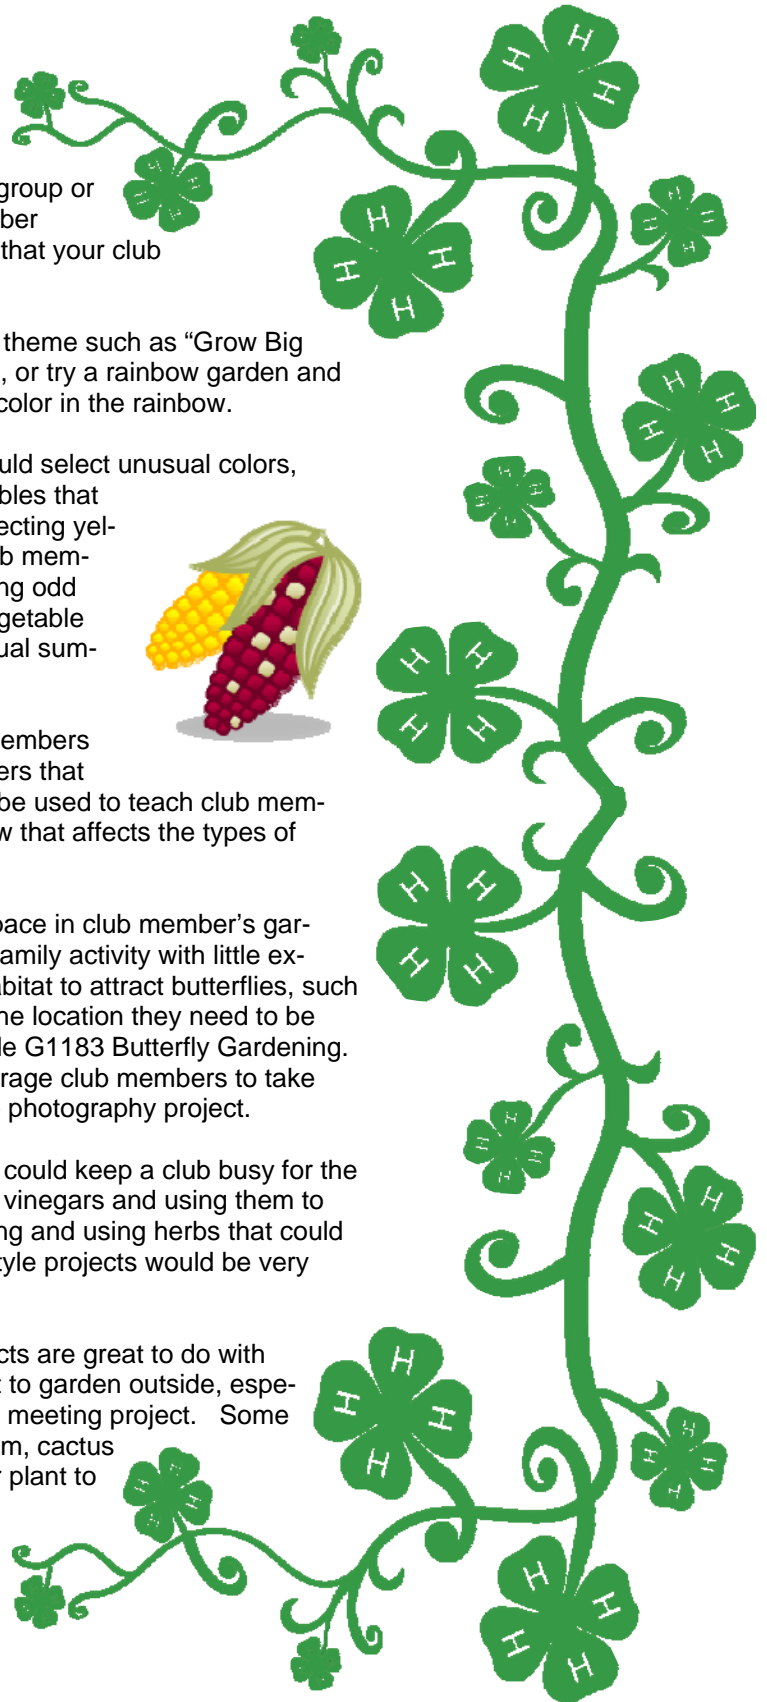 group or
ber
that your club
theme such as “Grow Big
, or try a rainbow garden and
color in the rainbow.
uld select unusual colors,
bles that
ecting yel-
b mem-
ng odd
getable
ual sum-
embers
ers that
be used to teach club mem-
w that affects the types of
pace in club member’s gar-
amily activity with little ex-
abitat to attract butterflies, such
he location they need to be
le G1183 Butterfly Gardening.
rage club members to take
photography project.
could keep a club busy for the
vinegars and using them to
ng and using herbs that could
tyle projects would be very
cts are great to do with
t to garden outside, espe-
meeting project.   Some
m, cactus
r plant to
H H H H